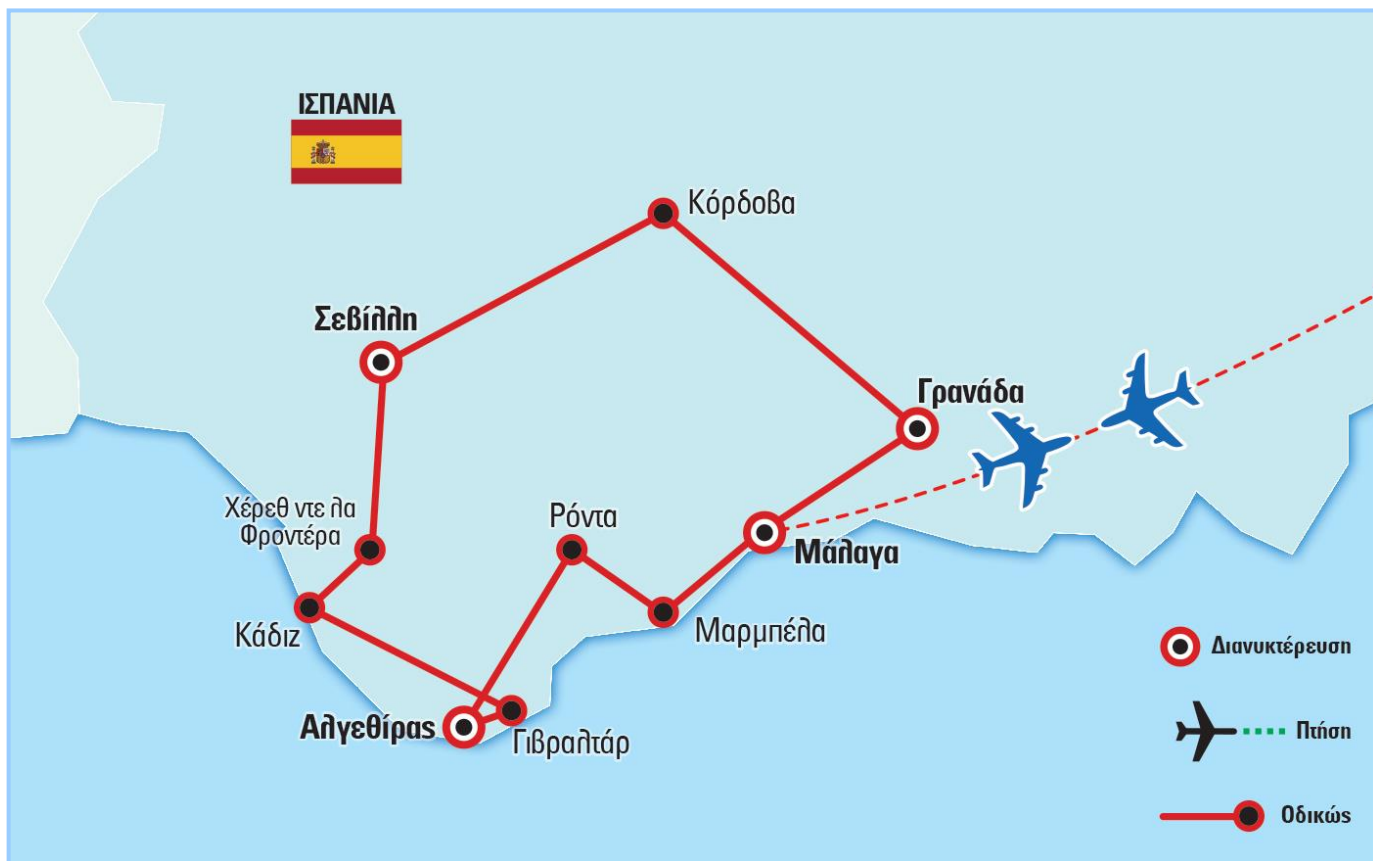 ΙΣΠΑΝΙΑ
Κόρδοβα
Σεβίλλη
Γρανάδα
Χέρεθ ντε λα
Φροντέρα
Ρόντα
Μάλαγα
Κάδιζ
Μαρμπέλα
Αλγεθίρας
Γιβραλτάρ
Διανυκτέρευση
Πτήση
Οδικώς